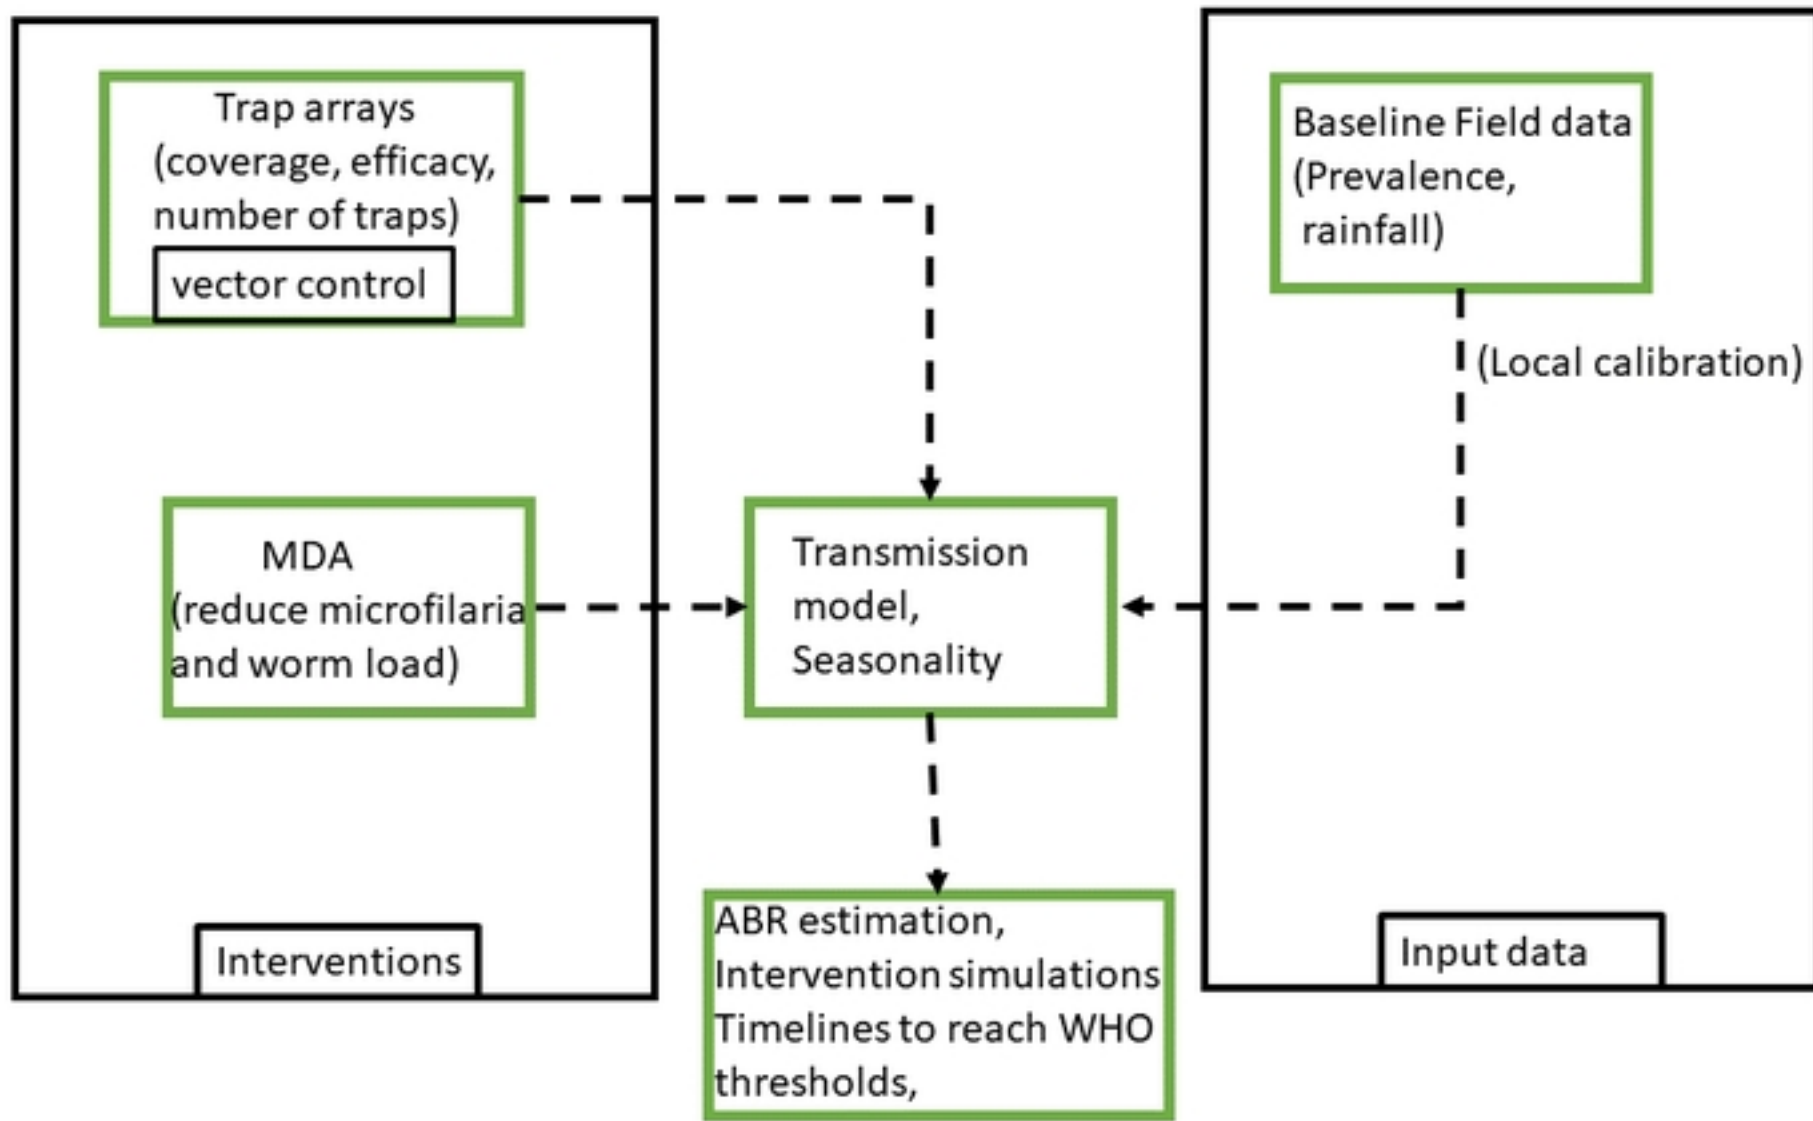 Trap arrays
(coverage, efficacy,
number of traps)
vector control
MDA
(reduce microfilaria
and worm load)
Interventions
Transmission
model,
Seasonality
ABR estimation,
Intervention simulations
Timelines to reach WHO
thresholds,
Baseline Field data
(Prevalence,
rainfall)
(Local calibration)
Input data